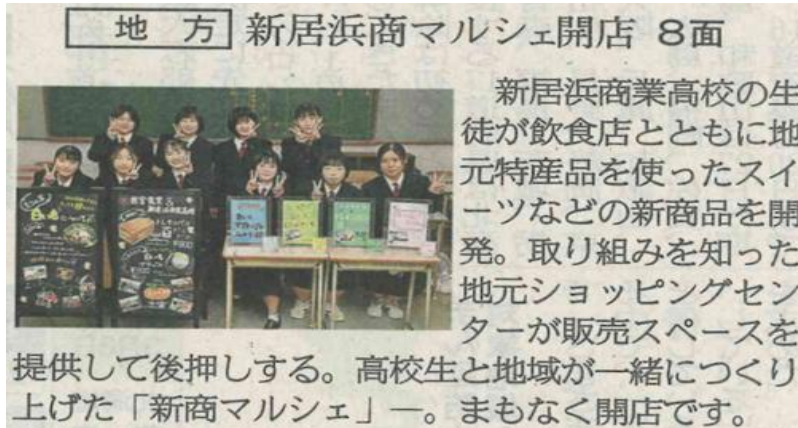 地方 新居浜商マルシェ開店 8面
新居浜商業高校の生
徒が飲食店とともに地
元特産品を使ったスイ
ーツなどの新商品を開
発。取り組みを知った
地元ショッピングセン
ターが販売スペースを
提供して後押しする。高校生と地域が一緒につくり
上げた「新商マルシェ」―。まもなく開店です。